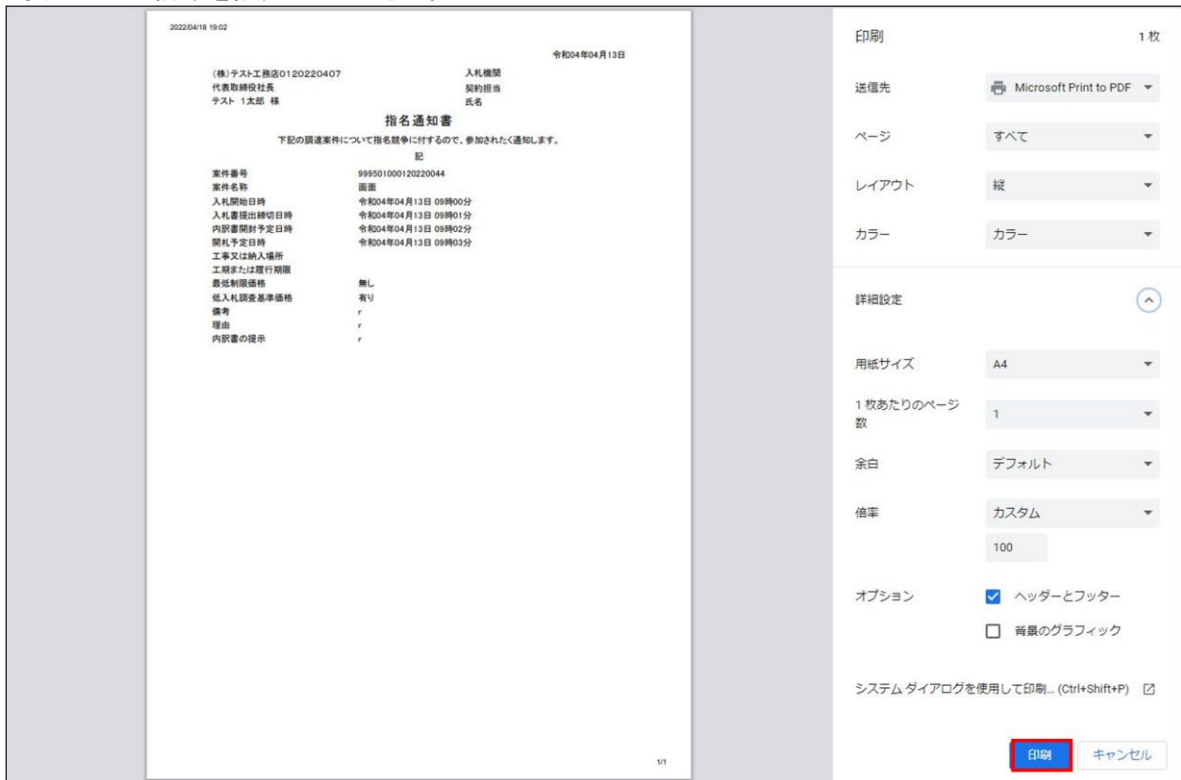 2022/04/18 19:02
令和04年04月13日
(株)テスト工務店0120220407
入札機関
代表取締役社長
契約担当
テスト 1太郎 様
氏名
指名通知書
下記の調達案件について指名競争に付するので、参加されたく通知します。
記
案件番号 999501000120220044
案件名称 画面
入札開始日時 令和04年04月13日 09時00分
入札書提出締切日時 令和04年04月13日 09時01分
内訳書開封予定日時 令和04年04月13日 09時02分
開札予定日時 令和04年04月13日 09時03分
工事又は納入場所
工期または履行期限
最低制限価格 無し
低入札調査基準価格 有り
備考 r
理由 r
内訳書の提示 r
1/1
印刷 1 枚
送信先 Microsoft Print to PDF
ページ すべて
レイアウト 縦
カラー カラー
詳細設定
用紙サイズ A4
1 枚あたりのページ
数
1
余白 デフォルト
倍率 カスタム
100
オプション ヘッダーとフッター
背景のグラフィック
システム ダイアログを使用して印刷... (Ctrl+Shift+P)
印刷 キャンセル